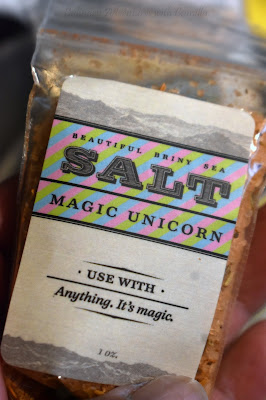 BEAUTIFUL BRINY SEA
SALT
MAGIC UNICORN
· USE WITH ·
Anything. It's magic.
1 oz.